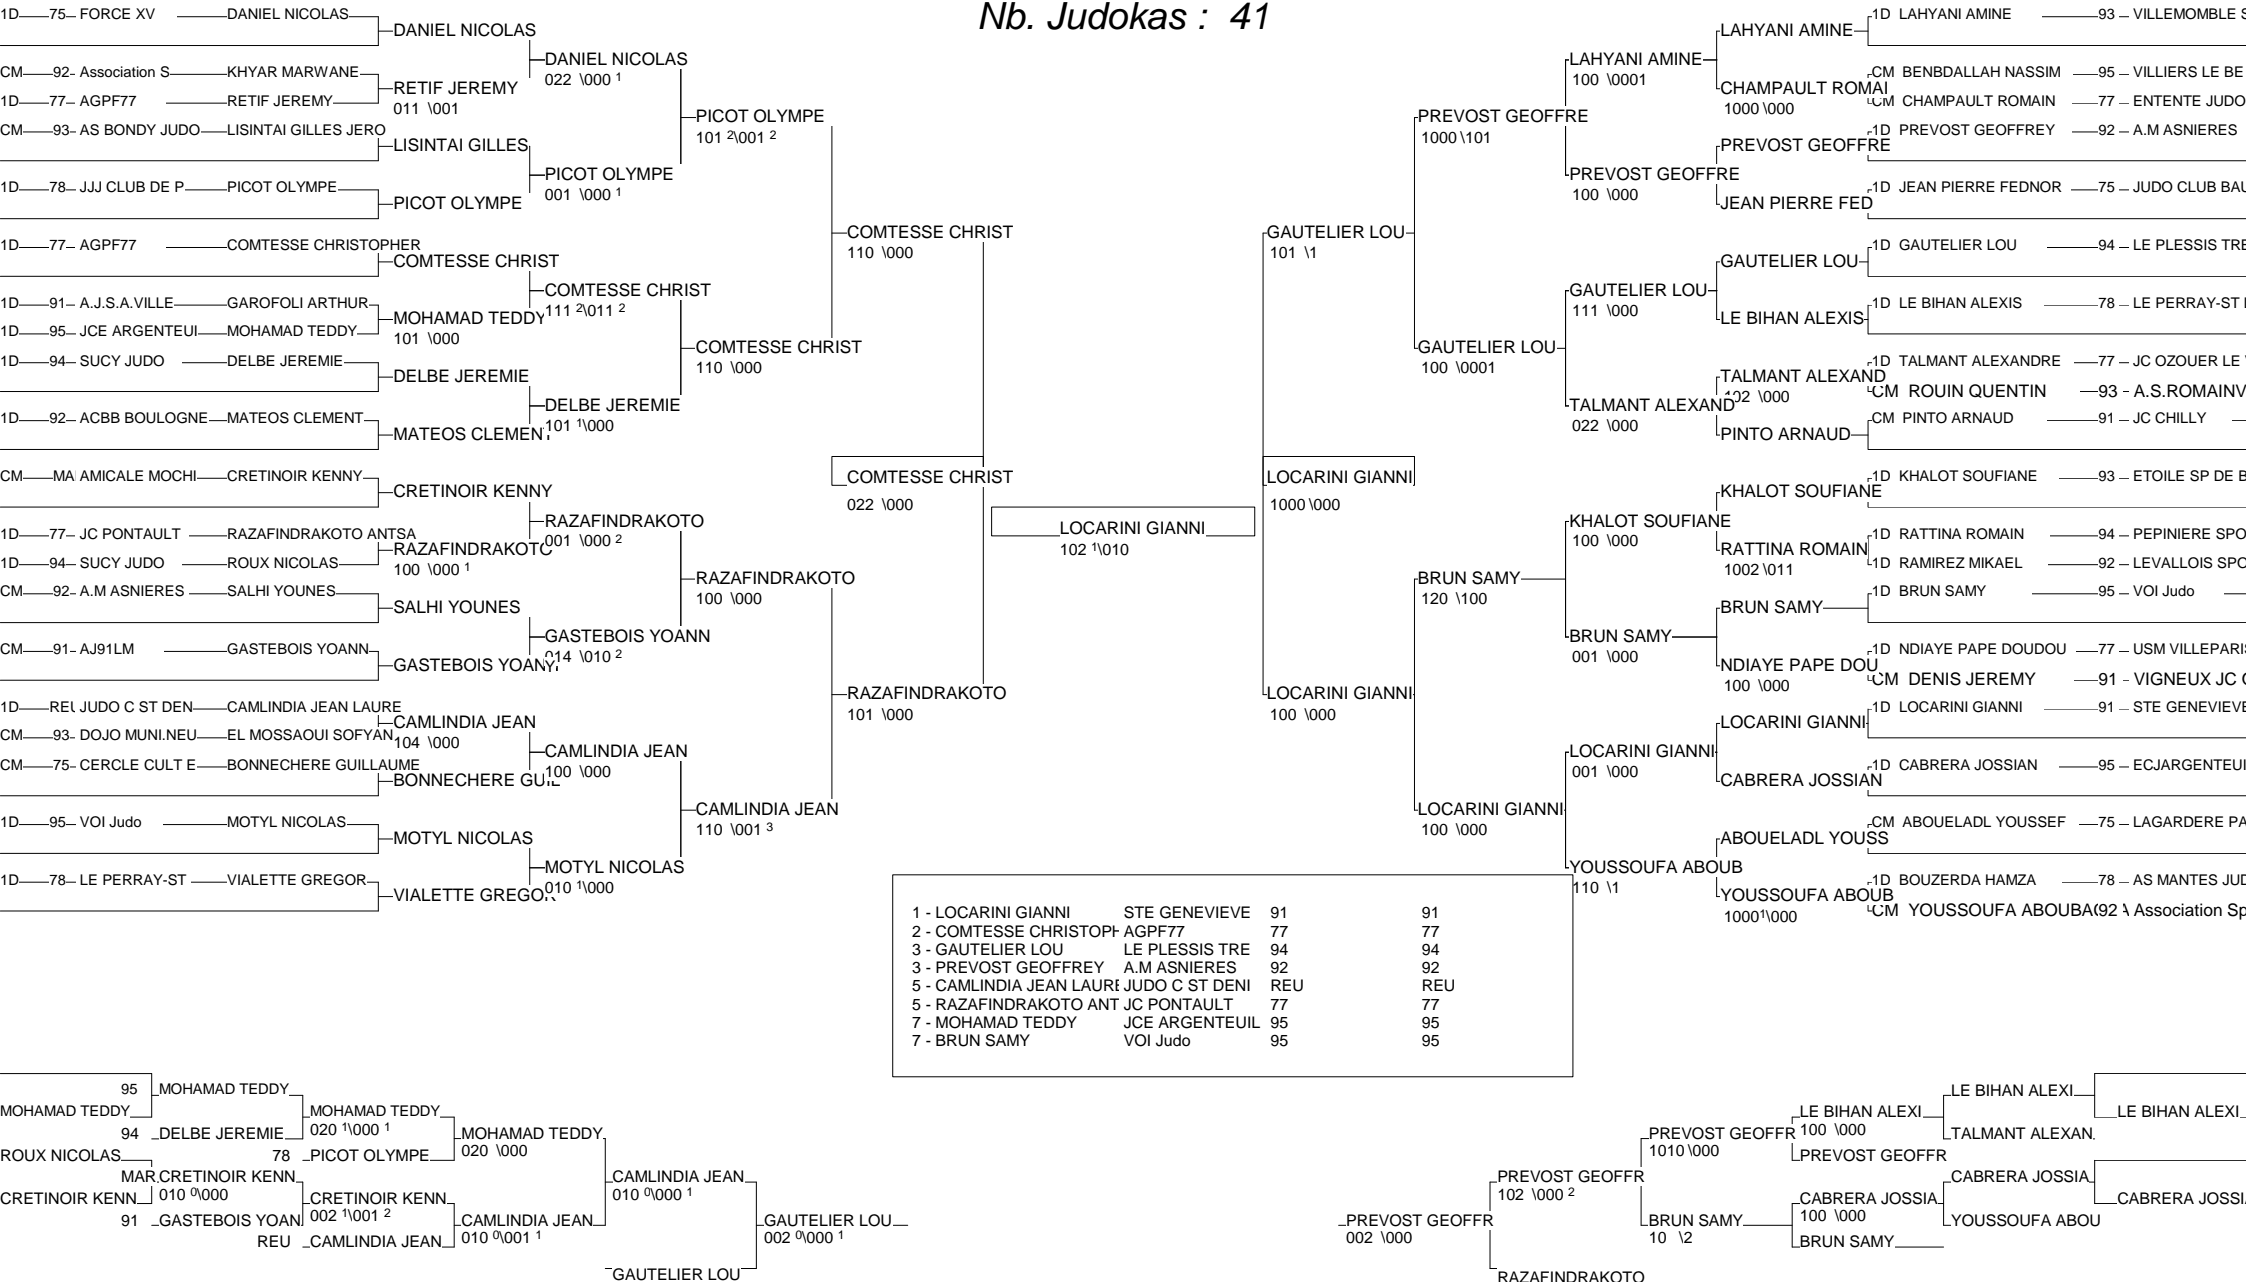 Nb. Judokas : 41
1D 75 FORCE XV DANIEL NICOLAS
CM 92 Association S KHYAR MARWANE
1D 77 AGPF77 RETIF JEREMY
CM 93 AS BONDY JUDO LISINTAI GILLES JERO
1D 78 JJJ CLUB DE P PICOT OLYMPE
1D 77 AGPF77 COMTESSE CHRISTOPHER
1D 91 A.J.S.A.VILLE GAROFOLI ARTHUR
1D 95 JCE ARGENTEUI MOHAMAD TEDDY
1D 94 SUCY JUDO DELBE JEREMIE
1D 92 ACBB BOULOGNE MATEOS CLEMENT
CM MA AMICALE MOCHI CRETINOIR KENNY
1D 77 JC PONTAULT RAZAFINDRAKOTO ANTSA
1D 94 SUCY JUDO ROUX NICOLAS
CM 92 A.M ASNIERES SALHI YOUNES
CM 91 AJ91LM GASTEBOIS YOANN
1D REU JUDO C ST DEN CAMLINDIA JEAN LAURE
CM 93 DOJO MUNI.NEU EL MOSSAOUI SOFYAN
CM 75 CERCLE CULT E BONNECHERE GUILLAUME
1D 95 VOI Judo MOTYL NICOLAS
1D 78 LE PERRAY-ST VIALETTE GREGOR
DANIEL NICOLAS
RETIF JEREMY
011 \001
LISINTAI GILLES
PICOT OLYMPE
COMTESSE CHRIST
MOHAMAD TEDDY
101 \000
DELBE JEREMIE
MATEOS CLEMENT
CRETINOIR KENNY
RAZAFINDRAKOTO
100 \000 1
SALHI YOUNES
GASTEBOIS YOANN
CAMLINDIA JEAN
104 \000
BONNECHERE GUIL
MOTYL NICOLAS
VIALETTE GREGOR
DANIEL NICOLAS
022 \000 1
PICOT OLYMPE
001 \000 1
COMTESSE CHRIST
111 2\011 2
DELBE JEREMIE
101 1\000
RAZAFINDRAKOTO
001 \000 2
GASTEBOIS YOANN
014 \010 2
CAMLINDIA JEAN
100 \000
MOTYL NICOLAS
010 1\000
PICOT OLYMPE
101 2\001 2
COMTESSE CHRIST
110 \000
RAZAFINDRAKOTO
100 \000
CAMLINDIA JEAN
110 \001 3
COMTESSE CHRIST
110 \000
RAZAFINDRAKOTO
101 \000
COMTESSE CHRIST
022 \000
LOCARINI GIANNI
102 1\010
LOCARINI GIANNI
1000 \000
GAUTELIER LOU
101 \1
LOCARINI GIANNI
100 \000
PREVOST GEOFFRE
1000 \101
GAUTELIER LOU
100 \0001
BRUN SAMY
120 \100
LOCARINI GIANNI
100 \000
LAHYANI AMINE
100 \0001
PREVOST GEOFFRE
100 \000
GAUTELIER LOU
111 \000
TALMANT ALEXAND
022 \000
KHALOT SOUFIANE
100 \000
BRUN SAMY
001 \000
LOCARINI GIANNI
001 \000
YOUSSOUFA ABOUB
110 \1
LAHYANI AMINE
CHAMPAULT ROMAI
1000 \000
PREVOST GEOFFRE
JEAN PIERRE FED
GAUTELIER LOU
LE BIHAN ALEXIS
TALMANT ALEXAND
102 \000
PINTO ARNAUD
KHALOT SOUFIANE
RATTINA ROMAIN
1002 \011
BRUN SAMY
NDIAYE PAPE DOU
100 \000
LOCARINI GIANNI
CABRERA JOSSIAN
ABOUELADL YOUSS
YOUSSOUFA ABOUB
1000 1\000
1D LAHYANI AMINE 93 – VILLEMOMBLE S
CM BENBDALLAH NASSIM 95 – VILLIERS LE BE
CM CHAMPAULT ROMAIN 77 – ENTENTE JUDO
1D PREVOST GEOFFREY 92 – A.M ASNIERES
1D JEAN PIERRE FEDNOR 75 – JUDO CLUB BAU
1D GAUTELIER LOU 94 – LE PLESSIS TRE
1D LE BIHAN ALEXIS 78 – LE PERRAY-ST
1D TALMANT ALEXANDRE 77 – JC OZOUER LE
CM ROUIN QUENTIN 93 – A.S.ROMAINV
CM PINTO ARNAUD 91 – JC CHILLY
1D KHALOT SOUFIANE 93 – ETOILE SP DE B
1D RATTINA ROMAIN 94 – PEPINIERE SPO
1D RAMIREZ MIKAEL 92 – LEVALLOIS SPO
1D BRUN SAMY 95 – VOI Judo
1D NDIAYE PAPE DOUDOU 77 – USM VILLEPARIS
CM DENIS JEREMY 91 – VIGNEUX JC
1D LOCARINI GIANNI 91 – STE GENEVIEVE
1D CABRERA JOSSIAN 95 – ECJARGENTEUI
CM ABOUELADL YOUSSEF 75 – LAGARDERE PA
1D BOUZERDA HAMZA 78 – AS MANTES JUD
CM YOUSSOUFA ABOUBA 92 Association Sp
1 - LOCARINI GIANNI STE GENEVIEVE 91 91
2 - COMTESSE CHRISTOPH AGPF77 77 77
3 - GAUTELIER LOU LE PLESSIS TRE 94 94
3 - PREVOST GEOFFREY A.M ASNIERES 92 92
5 - CAMLINDIA JEAN LAURE JUDO C ST DENI REU REU
5 - RAZAFINDRAKOTO ANT JC PONTAULT 77 77
7 - MOHAMAD TEDDY JCE ARGENTEUIL 95 95
7 - BRUN SAMY VOI Judo 95 95
MOHAMAD TEDDY
ROUX NICOLAS
CRETINOIR KENN
95 MOHAMAD TEDDY
94 DELBE JEREMIE
MAR CRETINOIR KENN
010 0\000
91 GASTEBOIS YOAN
MOHAMAD TEDDY
020 1\000 1
78 PICOT OLYMPE
CRETINOIR KENN
002 1\001 2
REU CAMLINDIA JEAN
MOHAMAD TEDDY
020 \000
CAMLINDIA JEAN
010 0\001 1
CAMLINDIA JEAN
010 0\000 1
GAUTELIER LOU
GAUTELIER LOU
002 0\000 1
PREVOST GEOFFR
002 \000
PREVOST GEOFFR
102 \000 2
RAZAFINDRAKOTO
PREVOST GEOFFR
1010 \000
BRUN SAMY
10 \2
LE BIHAN ALEXI
100 \000
PREVOST GEOFFR
CABRERA JOSSIA
100 \000
BRUN SAMY
LE BIHAN ALEXI
TALMANT ALEXAN
CABRERA JOSSIA
YOUSSOUFA ABOU
LE BIHAN ALEXI
CABRERA JOSSI